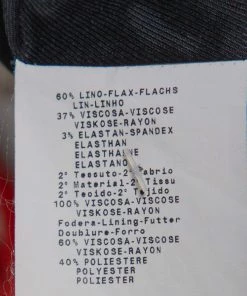 60% LINO-FLAX-FLACHS
LIN-LINHO
37% VISCOSA-VISCOSE
VISKOSE-RAYON
3% ELASTAN-SPANDEX
ELASTHAN
ELASTHANNE
ELASTANO
2° Tessuto-2° Fabric
2° Material-2° Tissu
2° Tecido-2° Tejido
100% VISCOSA-VISCOSE
VISKOSE-RAYON
Fodera-Lining-Futter
Doublure-Forro
60% VISCOSA-VISCOSE
VISKOSE-RAYON
40% POLIESTERE
POLYESTER
POLYESTER